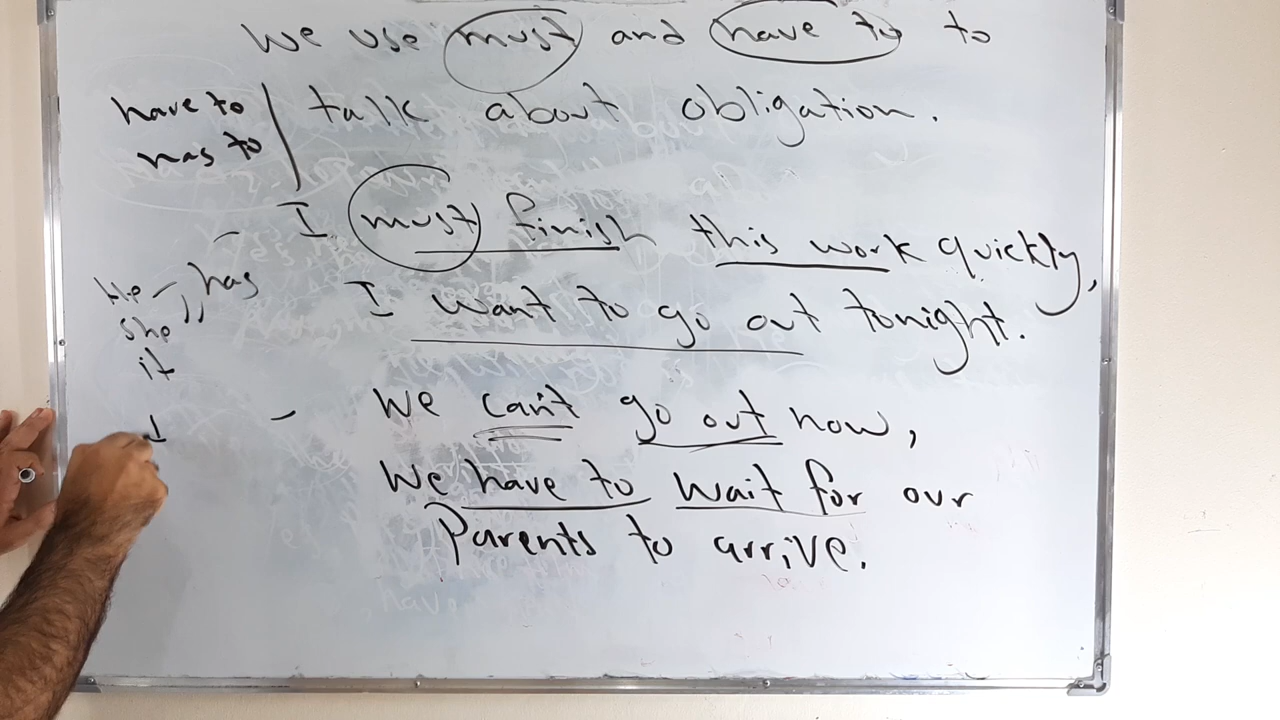 We use must and have to to
talk about obligation.
have to
has to
- I must finish this work quickly,
I want to go out tonight.
He
she
it
has
I
- We can't go out now,
We have to wait for our
Parents to arrive.